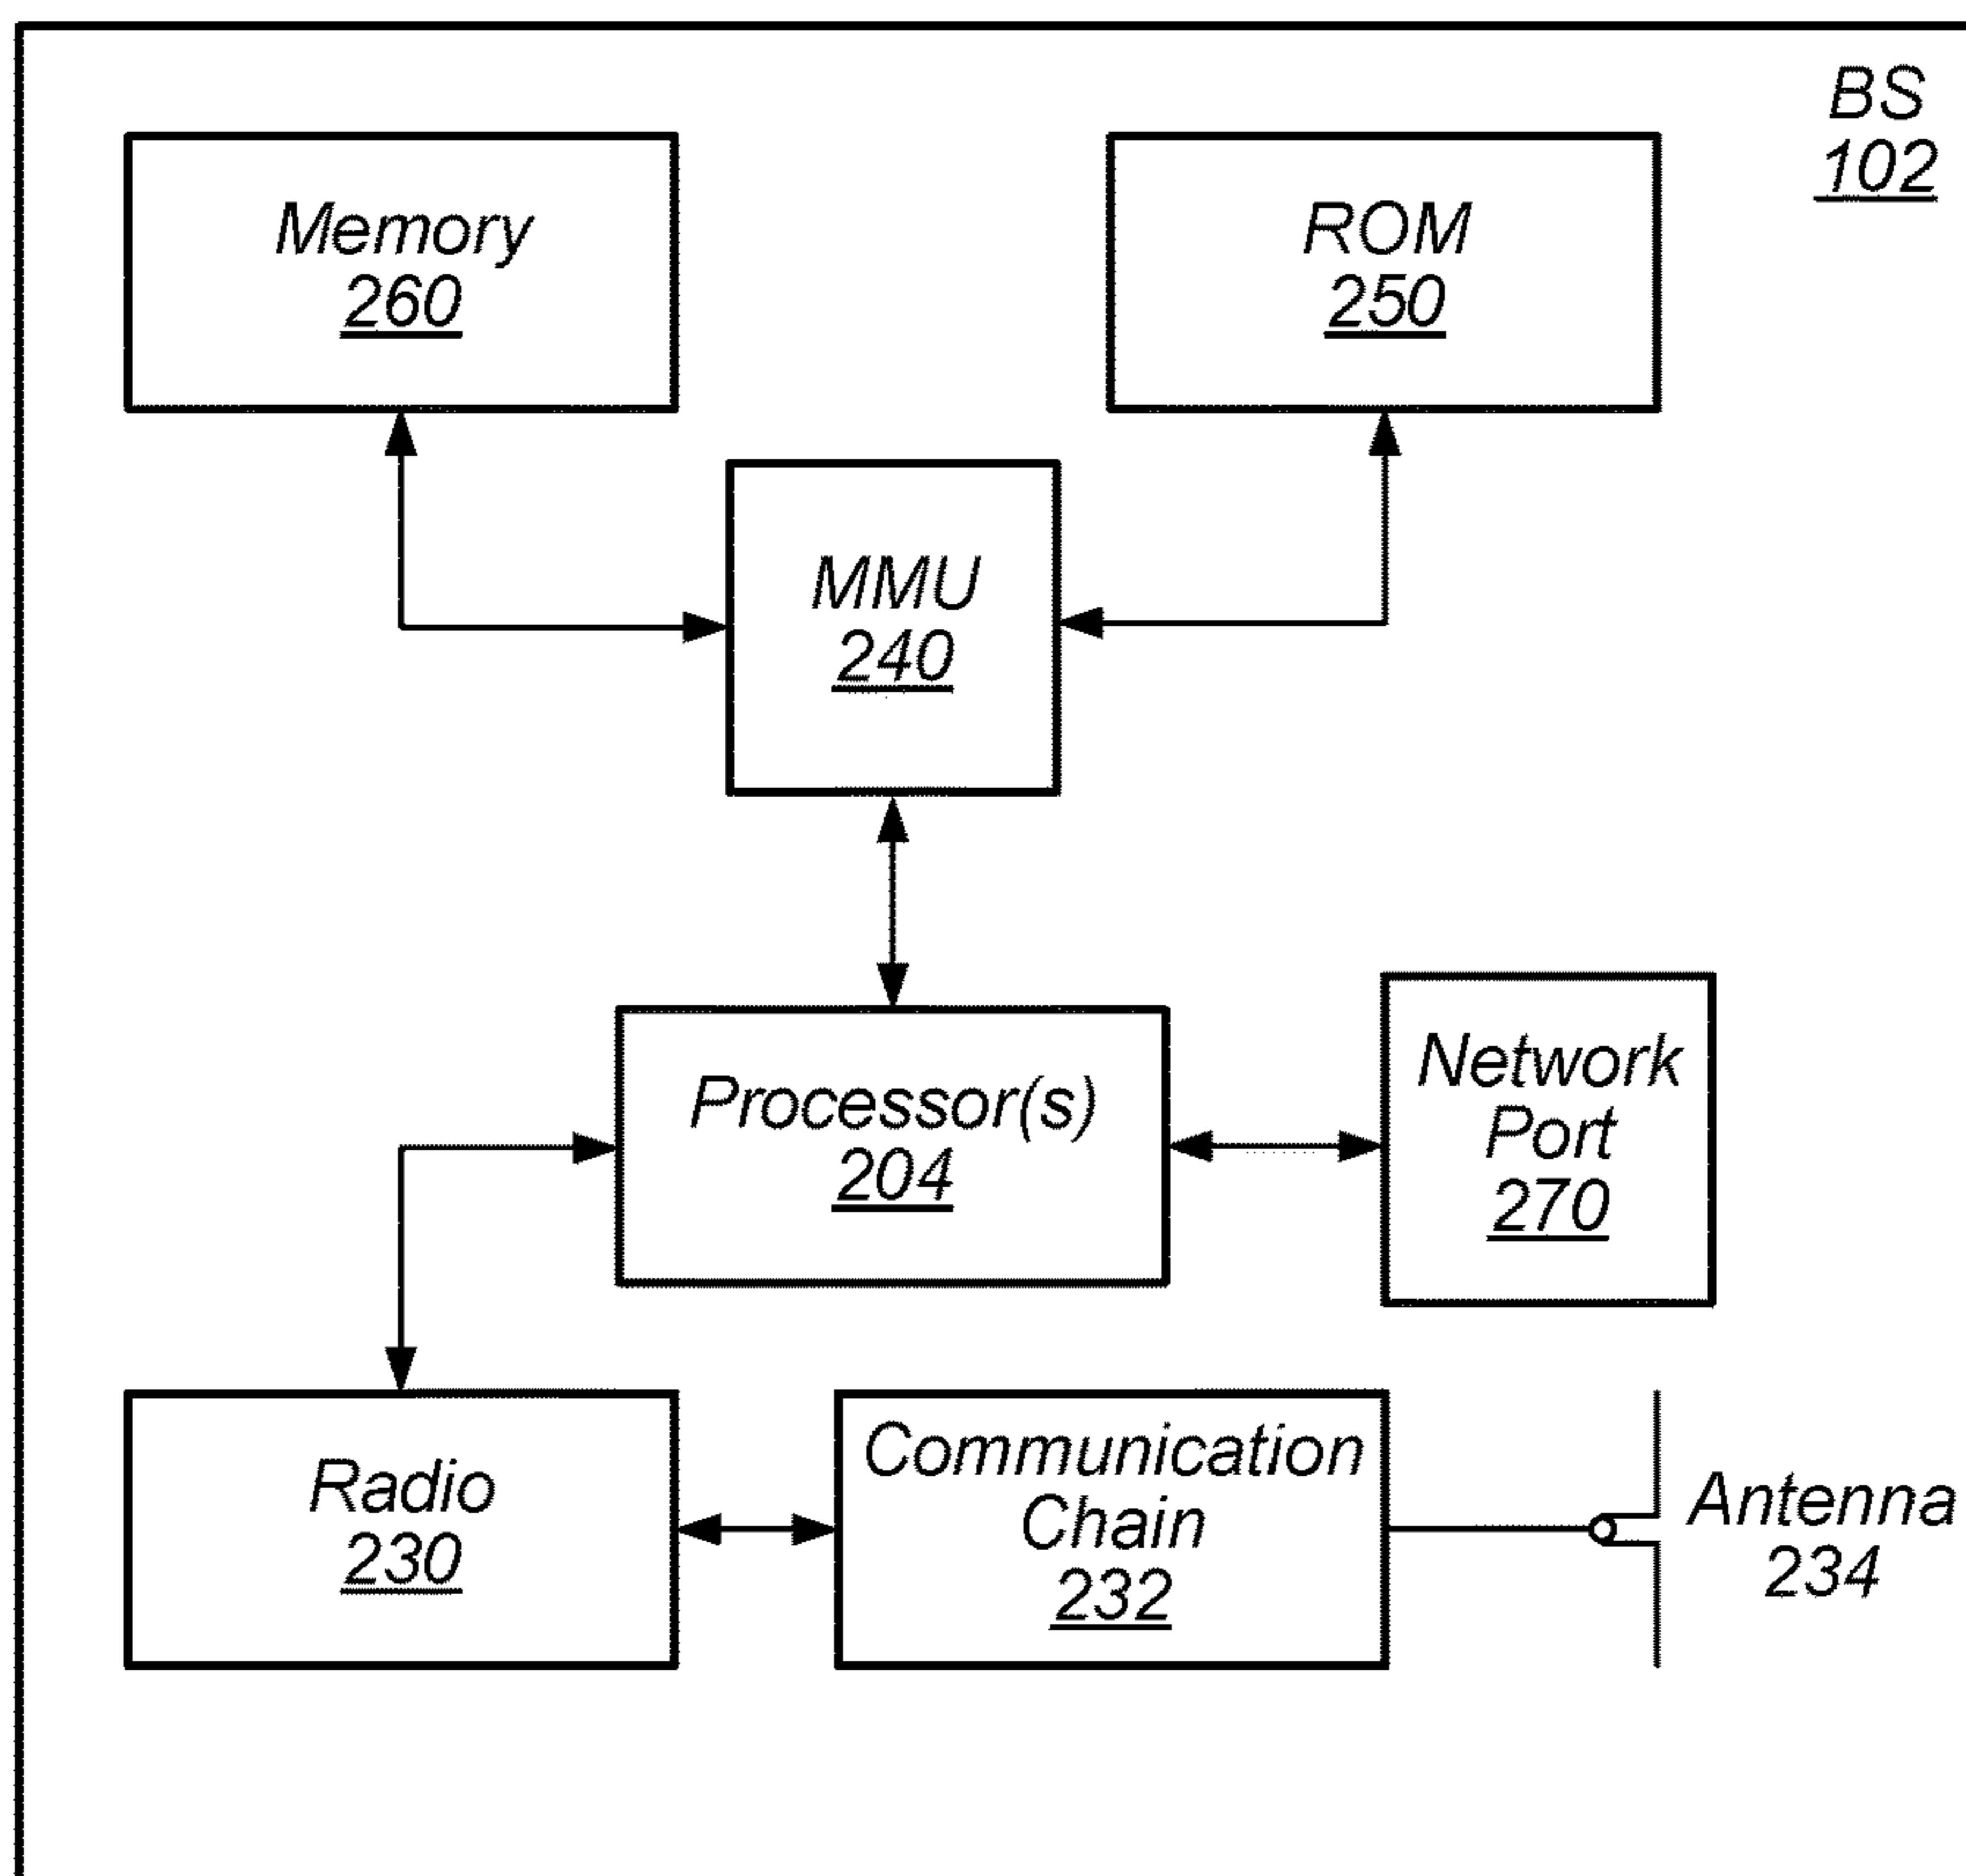 BS
102
Memory
260
ROM
250
MMU
240
Processor(s)
204
Network
Port
270
Radio
230
Communication
Chain
232
Antenna
234